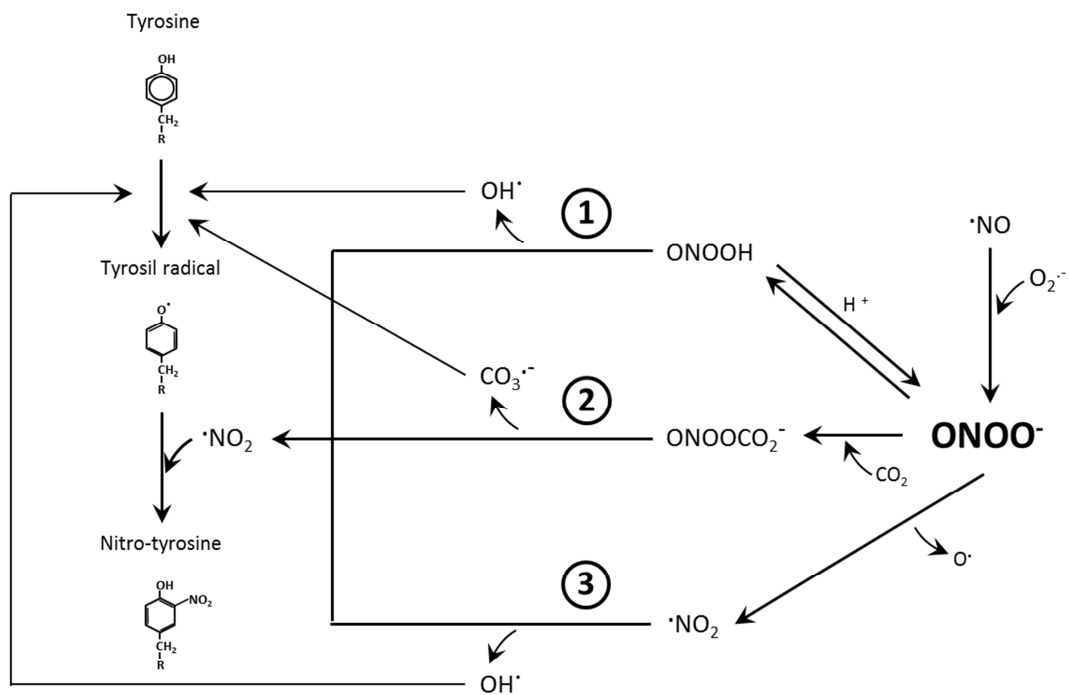 Tyrosine
OH
CH₂
R
OH•
1
ONOOH
•NO
O₂•-
H +
Tyrosil radical
O•
CH₂
R
CO₃•-
2
•NO₂
ONOOCO₂-
CO₂
ONOO-
Nitro-tyrosine
OH
NO₂
CH₂
R
3
O•
•NO₂
OH•